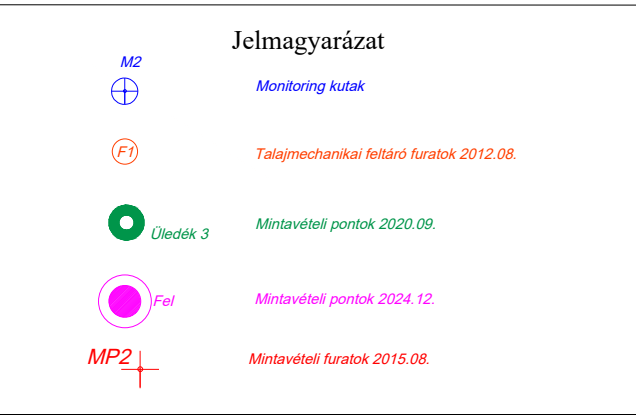 Jelmagyarázat
M2
Monitoring kutak
F1 Talajmechanikai feltáró furatok 2012.08.
Üledék 3 Mintavételi pontok 2020.09.
Fel Mintavételi pontok 2024.12.
MP2 Mintavételi furatok 2015.08.